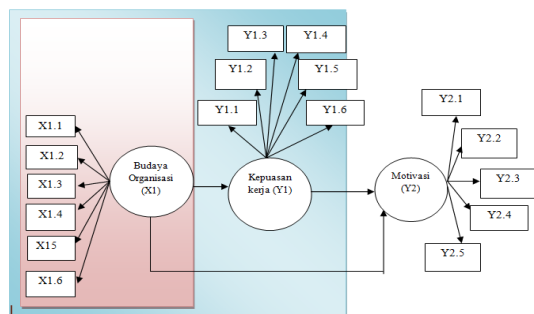 Y1.3
Y1.4
Y1.2
Y1.5
Y1.1
Y1.6
Y2.1
Y2.2
Y2.3
Y2.4
Y2.5
X1.1
X1.2
X1.3
X1.4
X15
X1.6
Budaya
Organisasi
(X1)
Kepuasan
kerja (Y1)
Motivasi
(Y2)